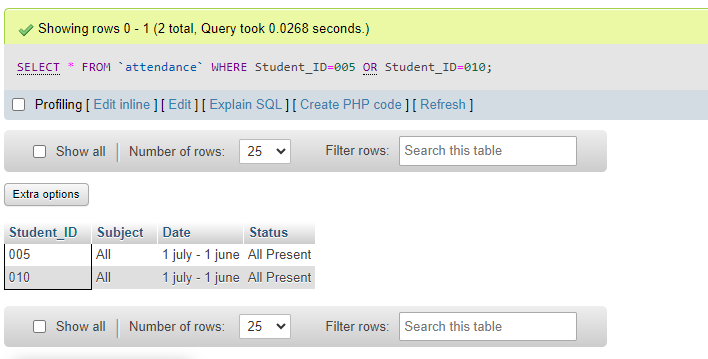 Showing rows 0 - 1 (2 total, Query took 0.0268 seconds.)
SELECT * FROM `attendance` WHERE Student_ID=005 OR Student_ID=010;
Profiling [ Edit inline ] [ Edit ] [ Explain SQL ] [ Create PHP code ] [ Refresh ]
Show all Number of rows: 25 Filter rows: Search this table
Extra options
Student_ID Subject Date Status
005 All 1 july - 1 june All Present
010 All 1 july - 1 june All Present
Show all Number of rows: 25 Filter rows: Search this table